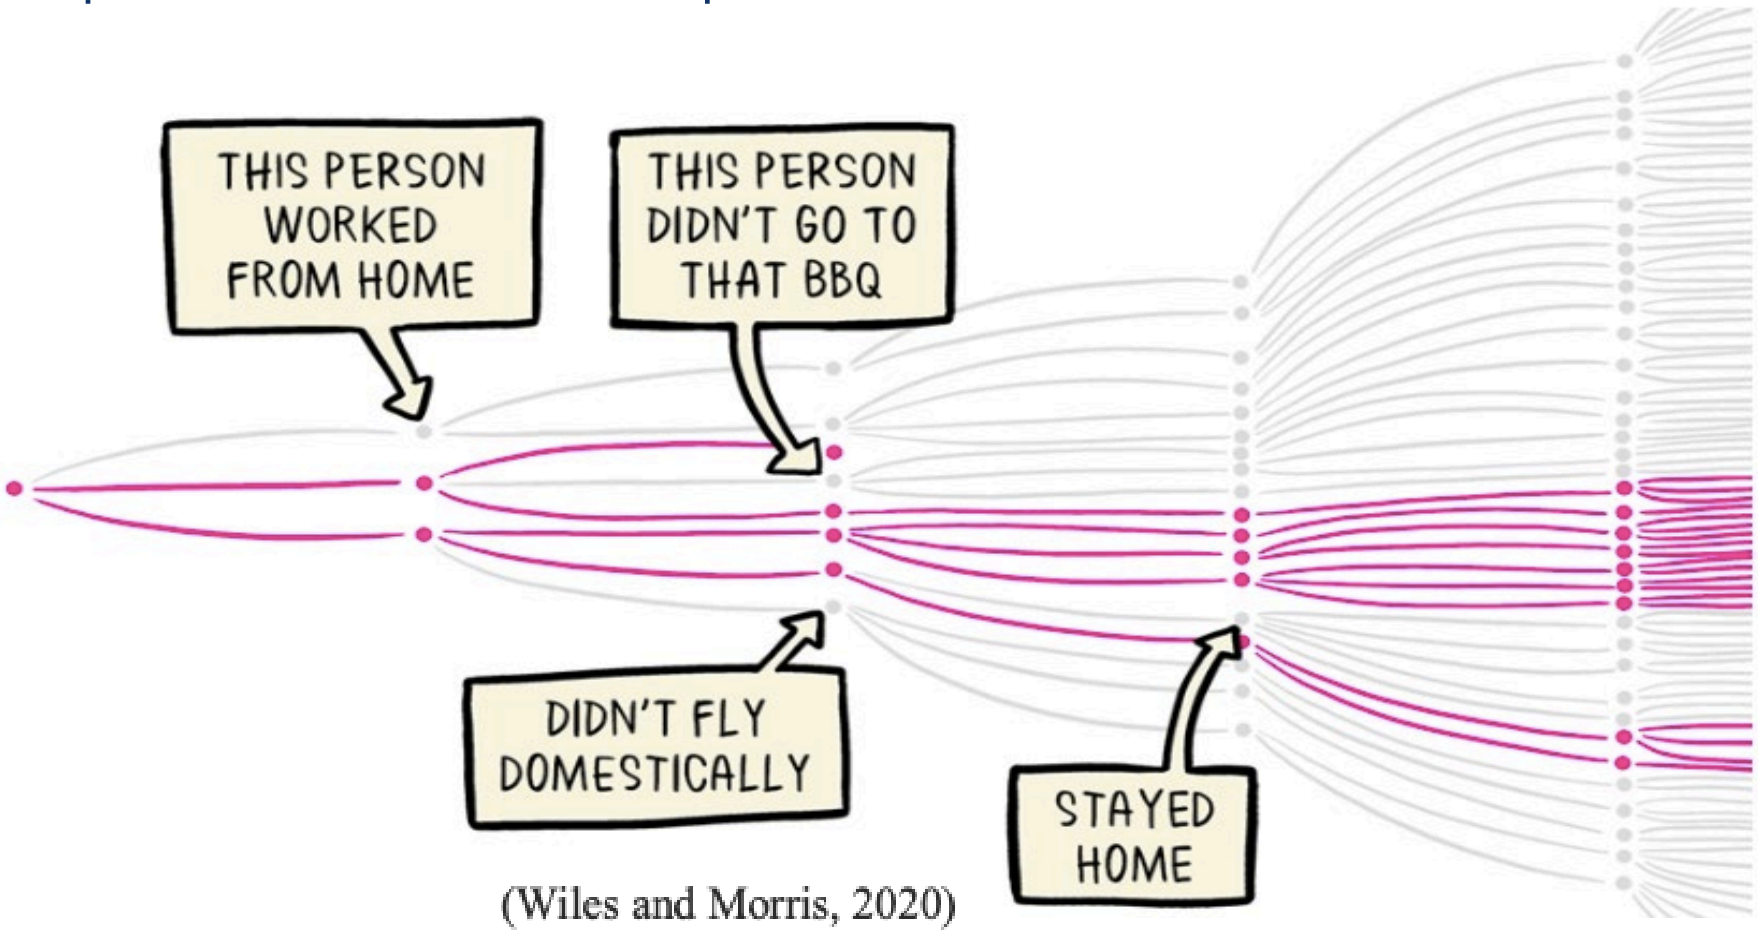 THIS PERSON
WORKED
FROM HOME
THIS PERSON
DIDN'T GO TO
THAT BBQ
DIDN'T FLY
DOMESTICALLY
STAYED
HOME
(Wiles and Morris, 2020)